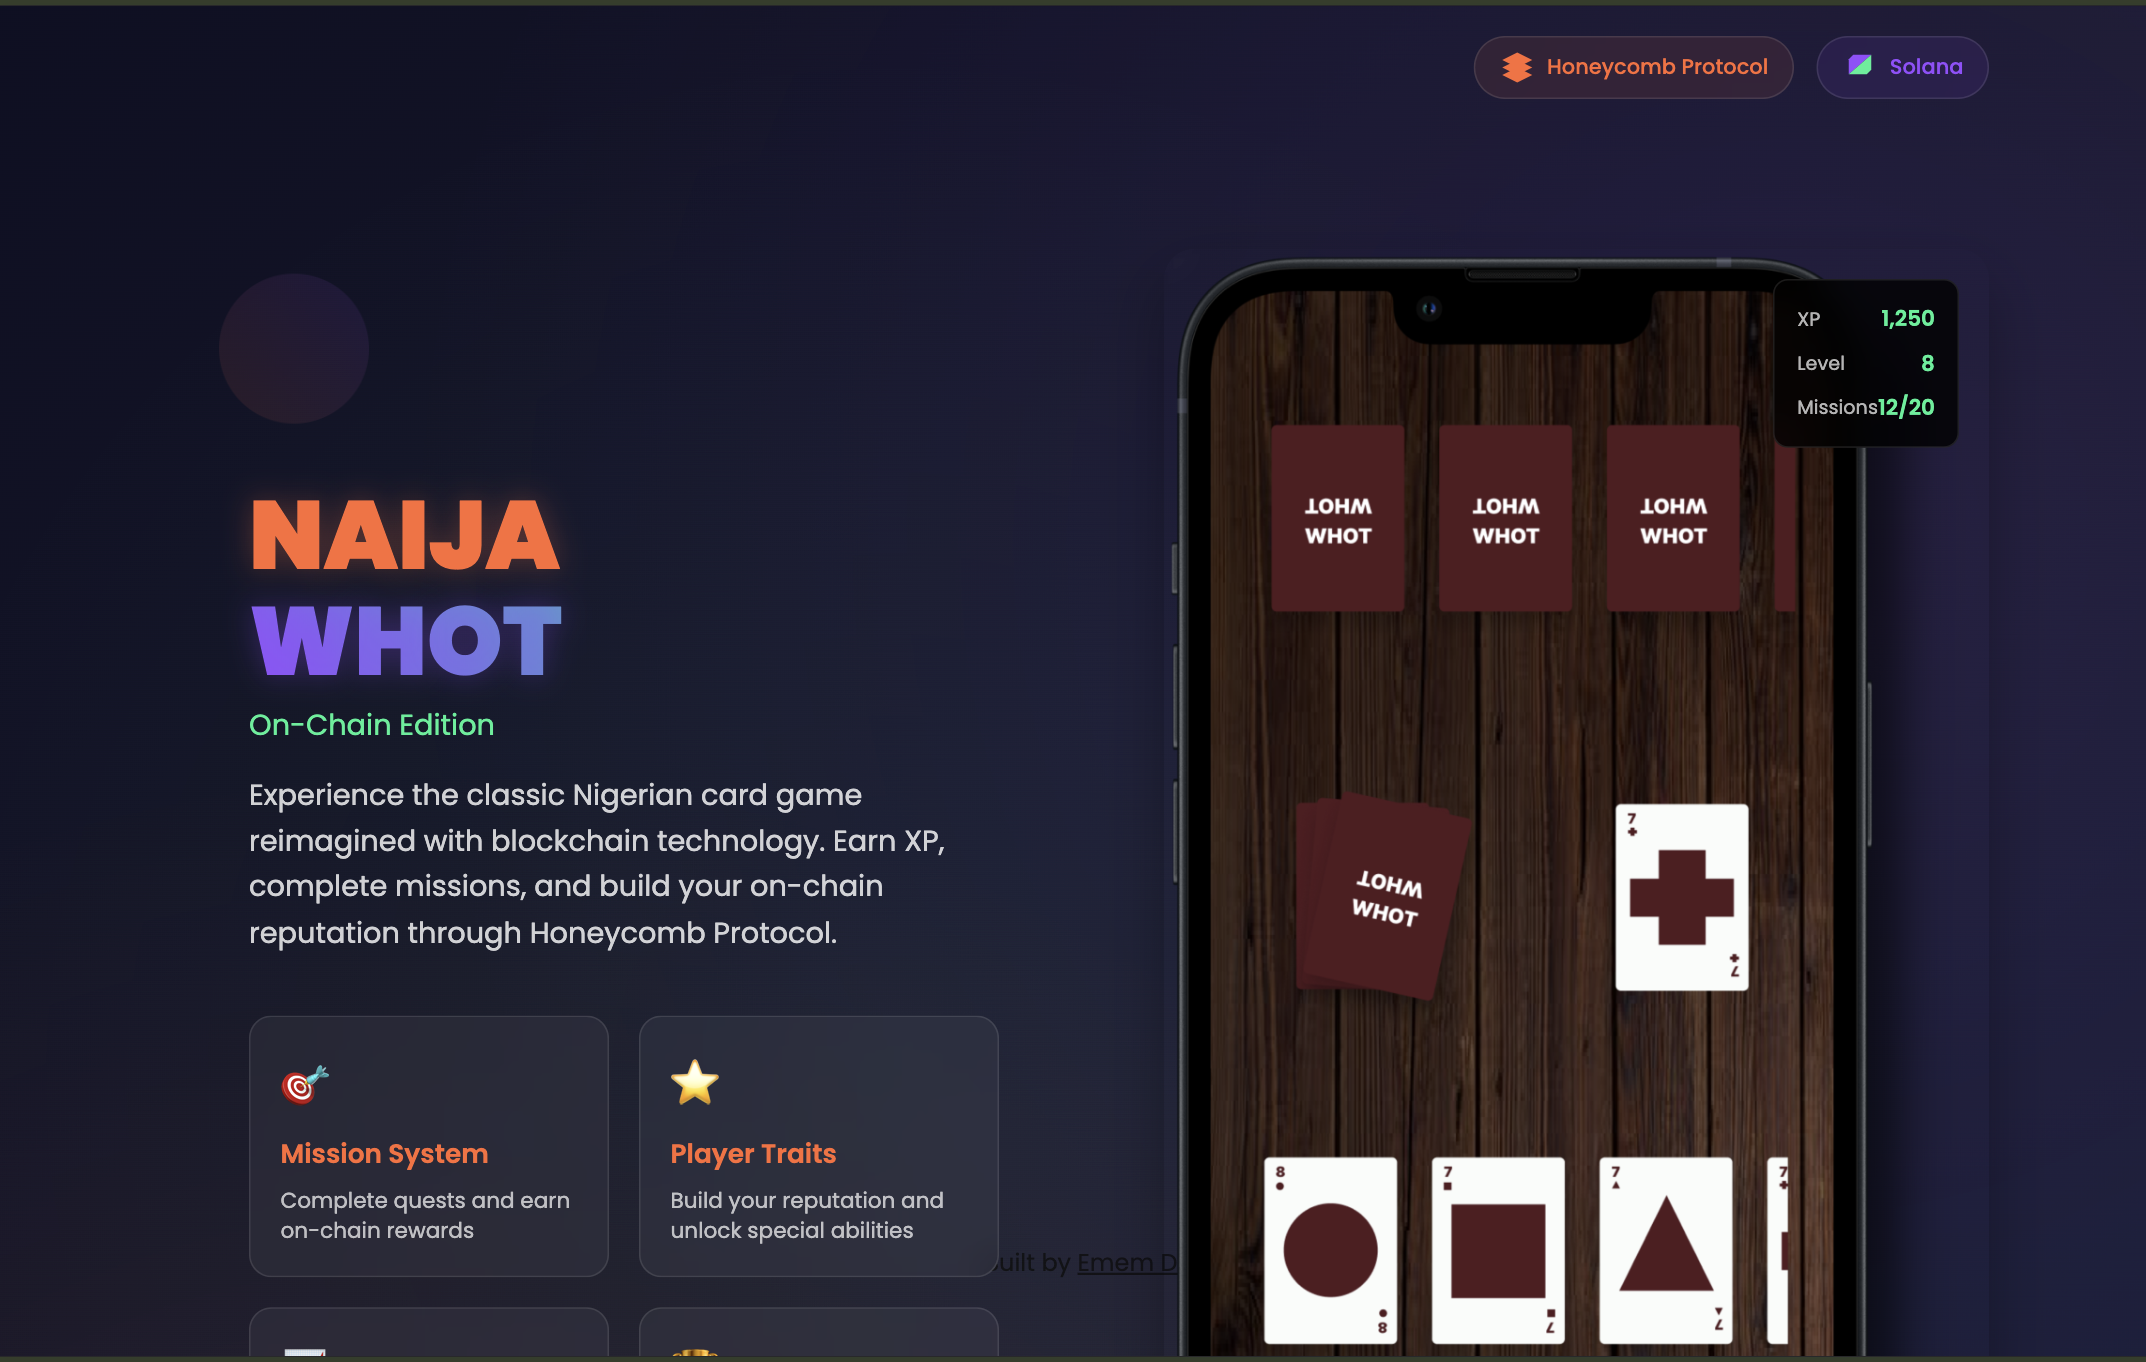 Honeycomb Protocol
Solana
XP 1,250
Level 8
Missions 12/20
NAIJA
WHOT
On-Chain Edition
Experience the classic Nigerian card game
reimagined with blockchain technology. Earn XP,
complete missions, and build your on-chain
reputation through Honeycomb Protocol.
Mission System
Complete quests and earn
on-chain rewards
Player Traits
Build your reputation and
unlock special abilities
by Emem
WHOT
WHOT
WHOT
WHOT
WHOT
WHOT
WHOT
WHOT
7
7
8
8
7
7
7
7
7